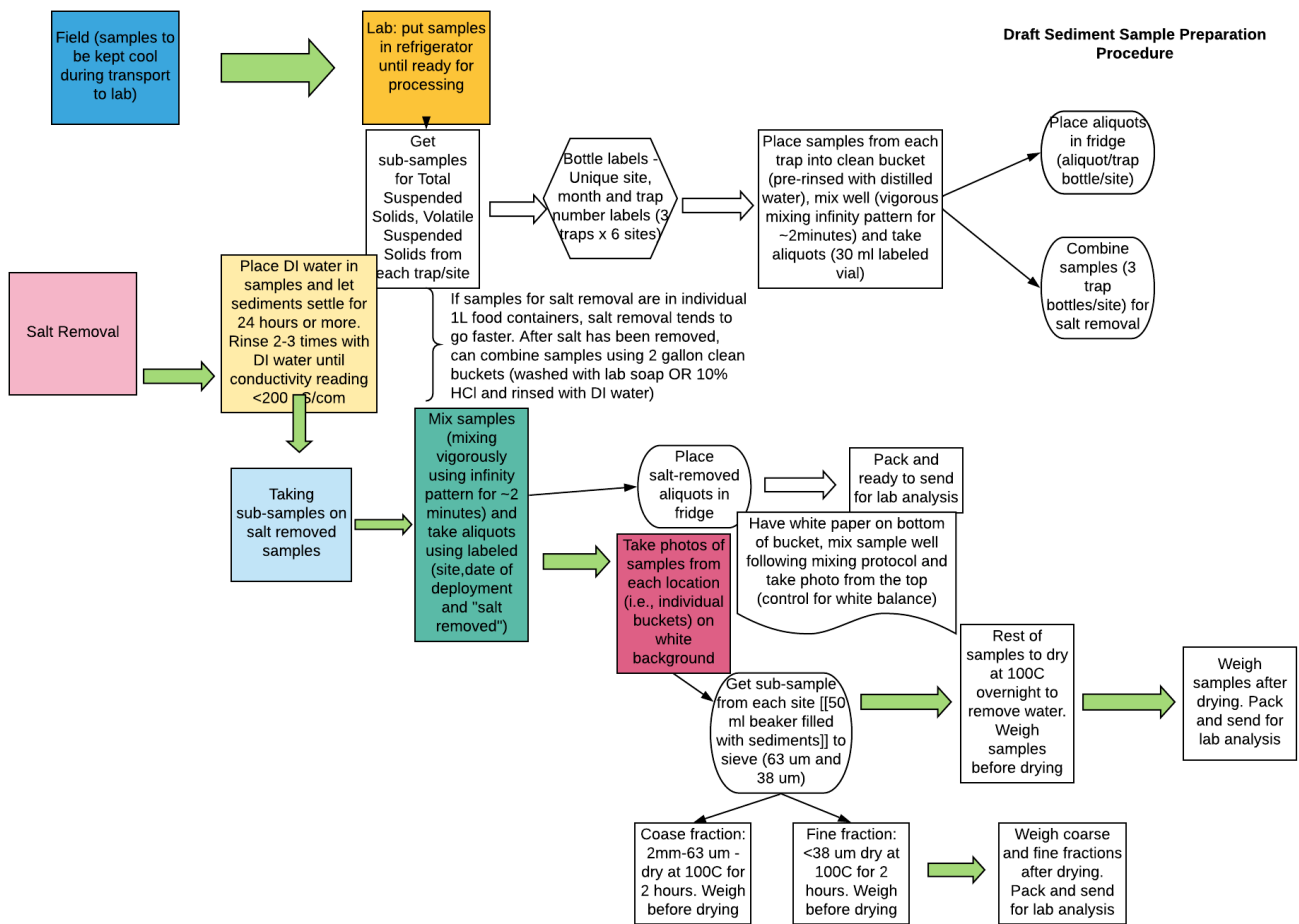 Draft Sediment Sample Preparation
Procedure
Field (samples to
be kept cool
during transport
to lab)
Lab: put samples
in refrigerator
until ready for
processing
Get
sub-samples
for Total
Suspended
Solids, Volatile
Suspended
Solids from
each trap/site
Bottle labels -
Unique site,
month and trap
number labels (3
traps x 6 sites)
Place samples from each
trap into clean bucket
(pre-rinsed with distilled
water), mix well (vigorous
mixing infinity pattern for
~2minutes) and take
aliquots (30 ml labeled
vial)
Place aliquots
in fridge
(aliquot/trap
bottle/site)
Combine
samples (3
trap
bottles/site) for
salt removal
Salt Removal
Place DI water in
samples and let
sediments settle for
24 hours or more.
Rinse 2-3 times with
DI water until
conductivity reading
<200 S/com
If samples for salt removal are in individual
1L food containers, salt removal tends to
go faster. After salt has been removed,
can combine samples using 2 gallon clean
buckets (washed with lab soap OR 10%
HCl and rinsed with DI water)
Taking
sub-samples on
salt removed
samples
Mix samples
(mixing
vigorously
using infinity
pattern for ~2
minutes) and
take aliquots
using labeled
(site,date of
deployment
and "salt
removed")
Place
salt-removed
aliquots in
fridge
Pack and
ready to send
for lab analysis
Take photos of
samples from
each location
(i.e., individual
buckets) on
white
background
Have white paper on bottom
of bucket, mix sample well
following mixing protocol and
take photo from the top
(control for white balance)
Get sub-sample
from each site [[50
ml beaker filled
with sediments]] to
sieve (63 um and
38 um)
Rest of
samples to dry
at 100C
overnight to
remove water.
Weigh
samples
before drying
Weigh
samples after
drying. Pack
and send for
lab analysis
Coase fraction:
2mm-63 um -
dry at 100C for
2 hours. Weigh
before drying
Fine fraction:
<38 um dry at
100C for 2
hours. Weigh
before drying
Weigh coarse
and fine fractions
after drying.
Pack and send
for lab analysis